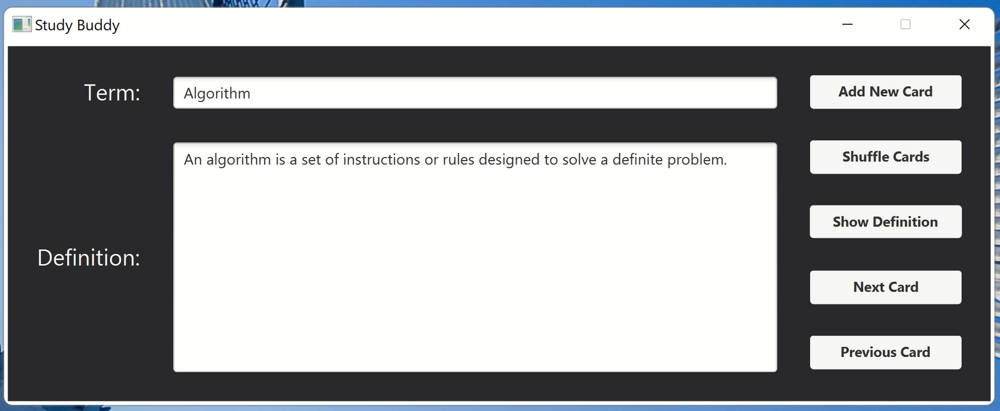 Study Buddy
Term:
Algorithm
Add New Card
An algorithm is a set of instructions or rules designed to solve a definite problem.
Shuffle Cards
Show Definition
Definition:
Next Card
Previous Card